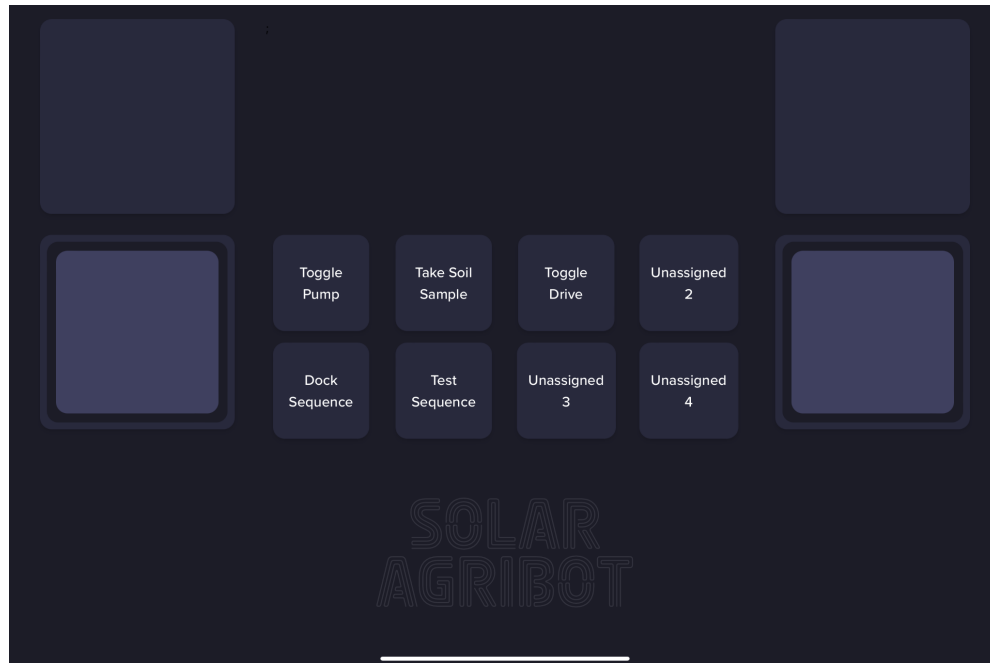 ;
Toggle
Pump
Take Soil
Sample
Toggle
Drive
Unassigned
2
Dock
Sequence
Test
Sequence
Unassigned
3
Unassigned
4
SOLAR
AGRIBOT